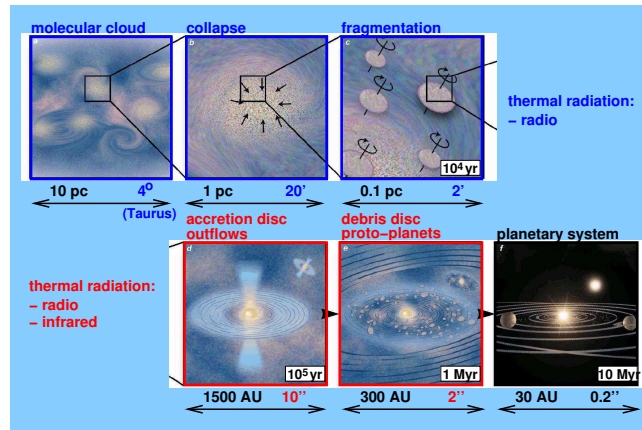 molecular cloud
collapse
fragmentation
a
b
c
10⁴ yr
thermal radiation:
– radio
10 pc
4°
(Taurus)
1 pc
20'
0.1 pc
2'
accretion disc
outflows
debris disc
proto–planets
planetary system
thermal radiation:
– radio
– infrared
d
e
f
10⁵ yr
1 Myr
10 Myr
1500 AU
10''
300 AU
2''
30 AU
0.2''